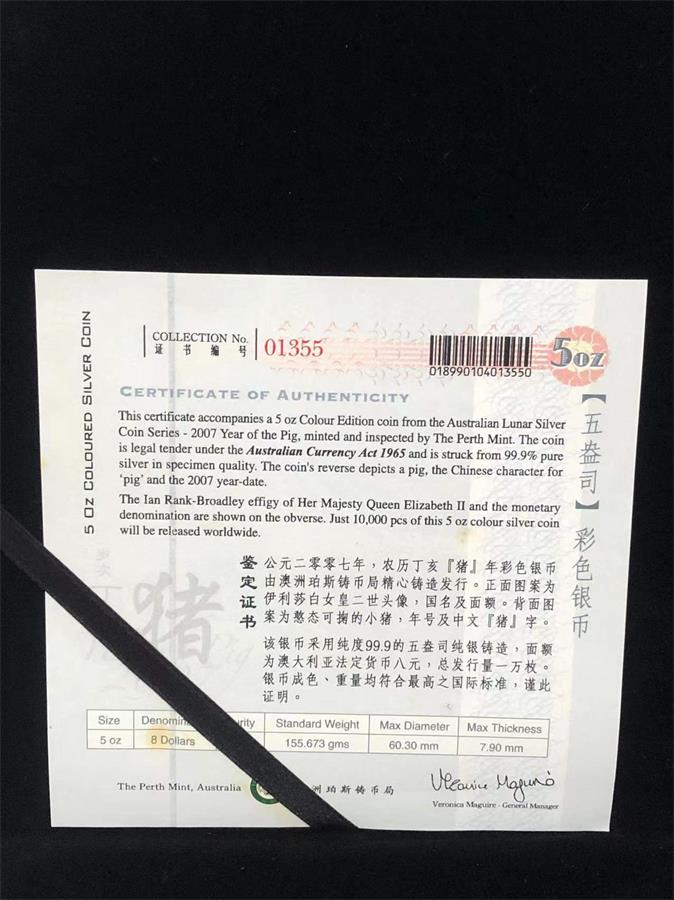 5 OZ COLOURED SILVER COIN
COLLECTION No.
证书编号
01355
018990104013550
5oz
CERTIFICATE OF AUTHENTICITY
This certificate accompanies a 5 oz Colour Edition coin from the Australian Lunar Silver
Coin Series - 2007 Year of the Pig, minted and inspected by The Perth Mint. The coin
is legal tender under the Australian Currency Act 1965 and is struck from 99.9% pure
silver in specimen quality. The coin's reverse depicts a pig, the Chinese character for
'pig' and the 2007 year-date.
The Ian Rank-Broadley effigy of Her Majesty Queen Elizabeth II and the monetary
denomination are shown on the obverse. Just 10,000 pcs of this 5 oz colour silver coin
will be released worldwide.
【五盎司】彩色银币
鉴定证书
公元二零零七年，农历丁亥『猪』年彩色银币
由澳洲珀斯铸币局精心铸造发行。正面图案为
伊利莎白女皇二世头像，国名及面额。背面图
案为憨态可掬的小猪，年号及中文『猪』字。
该银币采用纯度99.9的五盎司纯银铸造，面额
为澳大利亚法定货币八元，总发行量一万枚。
银币成色、重量均符合最高之国际标准，谨此
证明。
猪
Size Denomin urity Standard Weight Max Diameter Max Thickness
5 oz 8 Dollars 155.673 gms 60.30 mm 7.90 mm
The Perth Mint, Australia 洲珀斯铸币局
Veronica Maguire
Veronica Maguire - General Manager